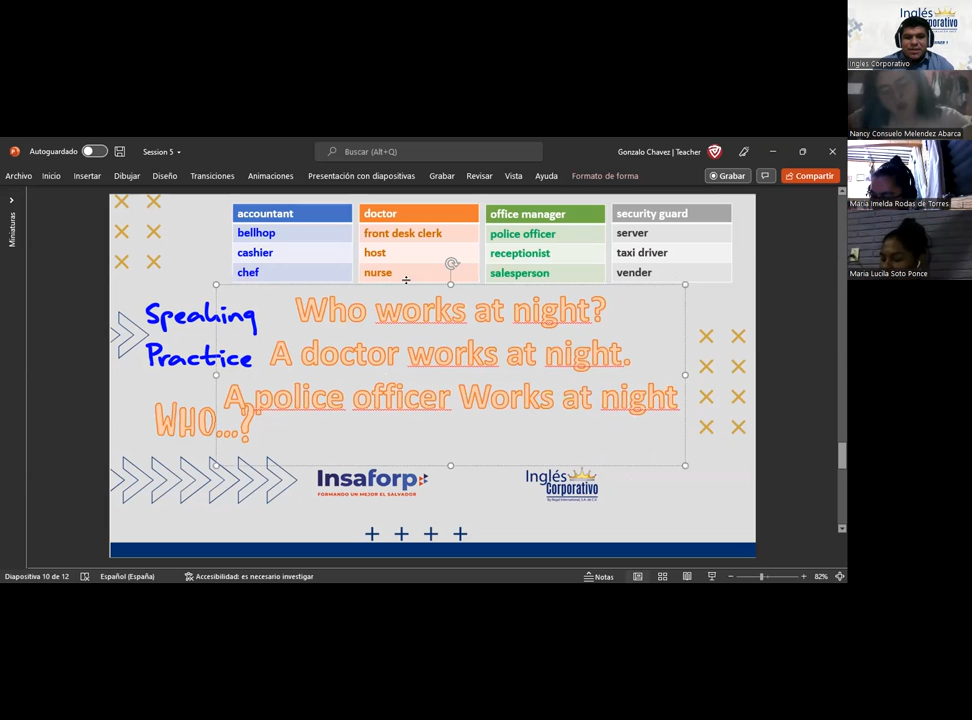 Inglés
Corporativo
Ingles Corporativo
Nancy Consuelo Melendez Abarca
Maria Imelda Rodas de Torres
Maria Lucila Soto Ponce
Autoguardado
Session 5
Buscar (Alt+Q)
Gonzalo Chavez | Teacher
Archivo Inicio Insertar Dibujar Diseño Transiciones Animaciones Presentación con diapositivas Grabar Revisar Vista Ayuda Formato de forma Grabar Compartir
Miniaturas
accountant doctor office manager security guard
bellhop front desk clerk police officer server
cashier host receptionist taxi driver
chef nurse salesperson vender
Speaking
Practice
Who works at night?
A doctor works at night.
A police officer Works at night
WHO...?
Insaforp
FORMANDO UN MEJOR EL SALVADOR
Inglés
Corporativo
Diapositiva 10 de 12 Español (España) Accesibilidad: es necesario investigar Notas 82%